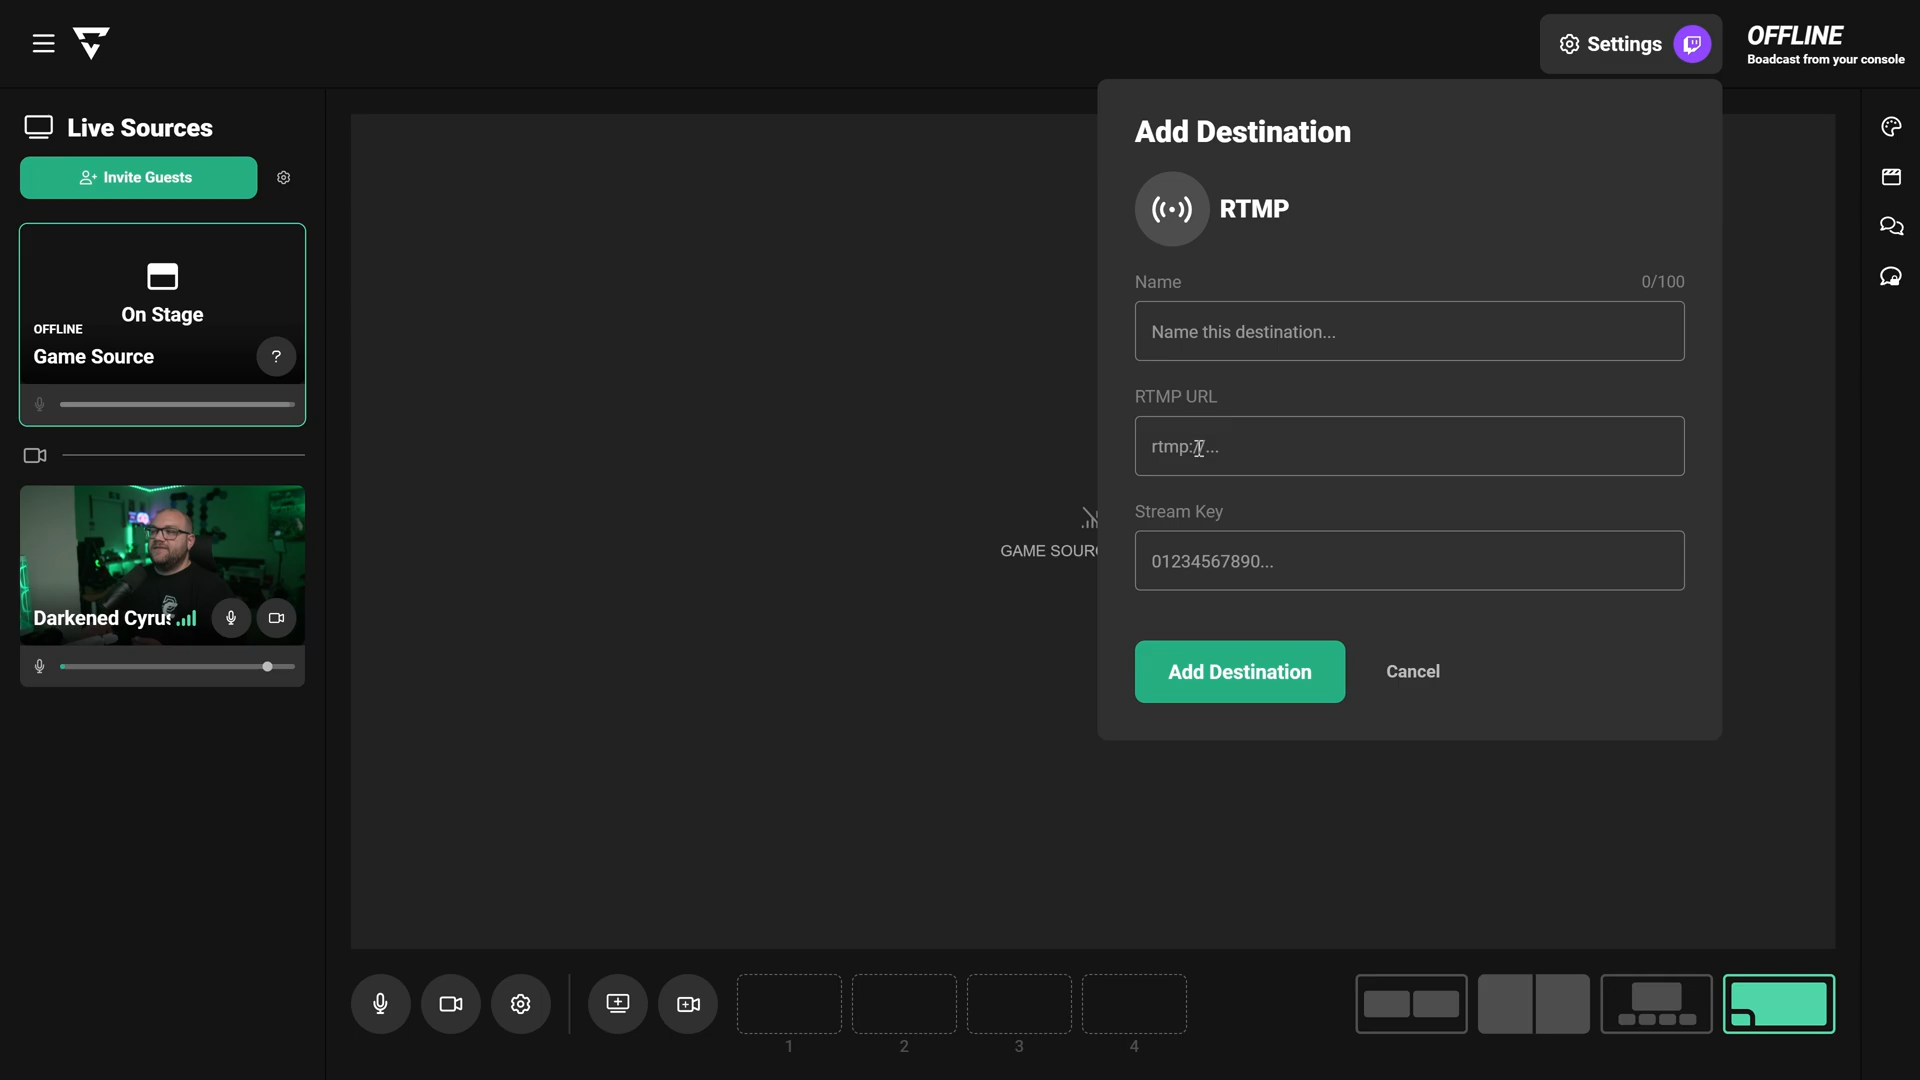 Settings
OFFLINE
Boadcast from your console
Live Sources
Invite Guests
On Stage
OFFLINE
Game Source
?
Darkened Cyrus
GAME SOURC
Add Destination
RTMP
Name
0/100
Name this destination...
RTMP URL
rtmp://...
Stream Key
01234567890...
Add Destination
Cancel
1
2
3
4